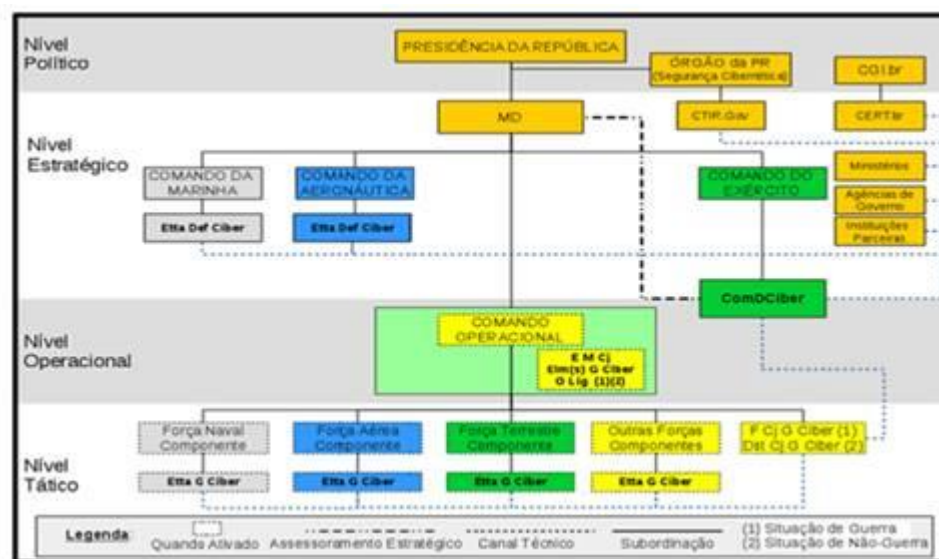 Nível
Político
PRESIDÊNCIA DA REPÚBLICA
ÓRGÃO da PR
(Segurança Cibernética)
CGI.br
Nível
Estratégico
MD
CTIR.Gov
CERT.br
COMANDO DA
MARINHA
COMANDO DA
AERONÁUTICA
COMANDO DO
EXÉRCITO
Ministérios
Agências de
Governo
Instituições
Parceiras
Etta Def Ciber
Etta Def Ciber
ComDCiber
Nível
Operacional
COMANDO
OPERACIONAL
E M Cj
Elm(s) G Ciber
O Lig (1)(2)
Nível
Tático
Força Naval
Componente
Força Aérea
Componente
Força Terrestre
Componente
Outras Forças
Componentes
F Cj G Ciber (1)
Dst Cj G Ciber (2)
Etta G Ciber
Etta G Ciber
Etta G Ciber
Etta G Ciber
Legenda:
Quando Ativado
Assessoramento Estratégico
Canal Técnico
Subordinação
(1) Situação de Guerra
(2) Situação de Não-Guerra